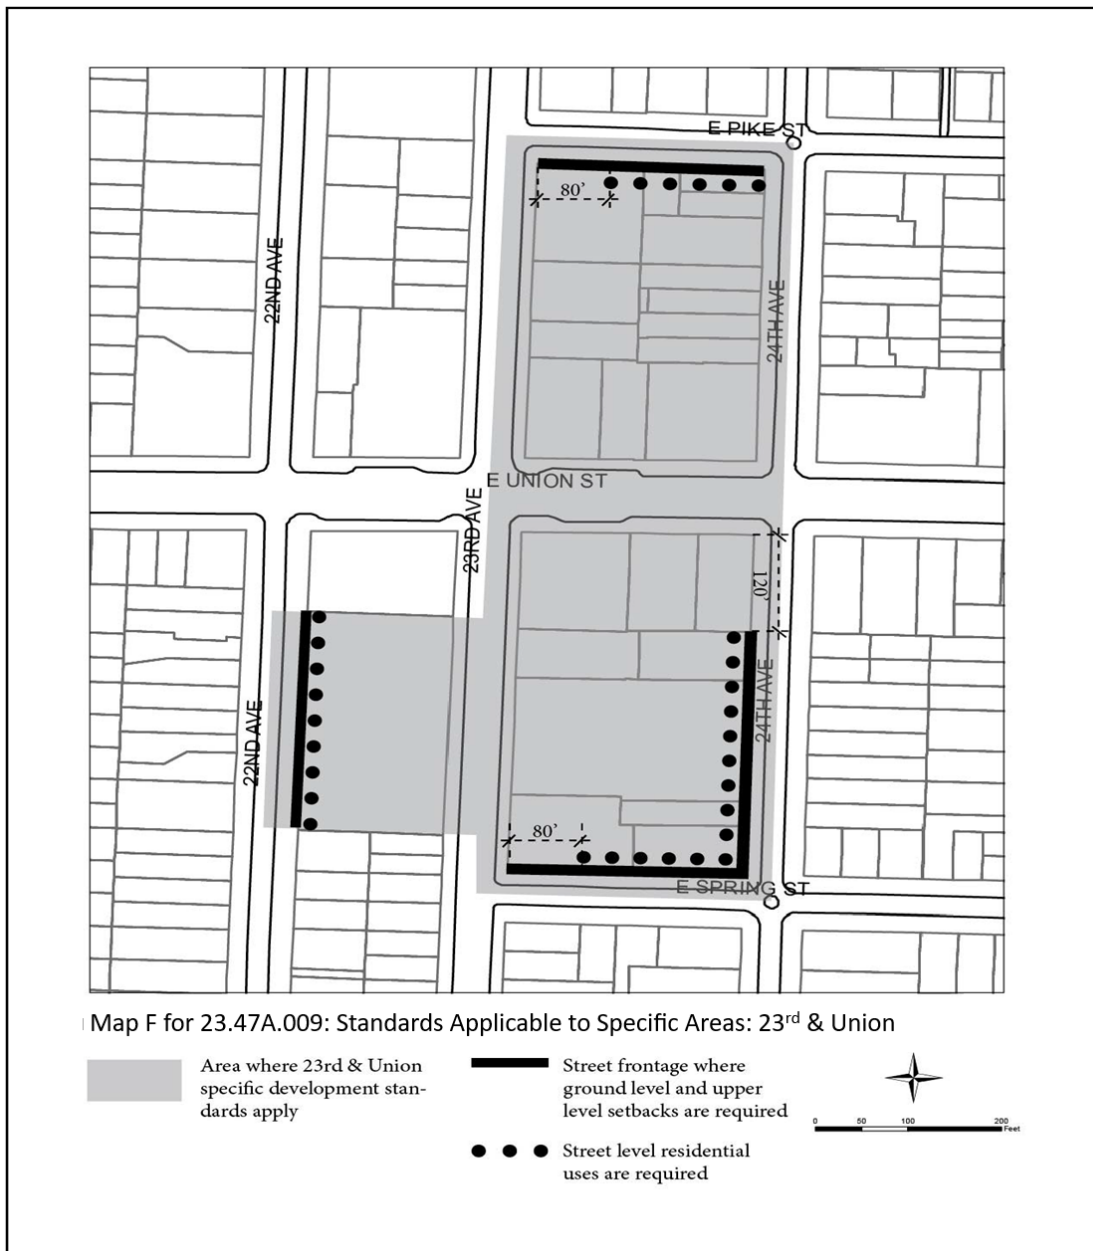 E PIKE ST
80’
22ND AVE
24TH AVE
E UNION ST
23RD AVE
120’
24TH AVE
22ND AVE
80’
E SPRING ST
Map F for 23.47A.009: Standards Applicable to Specific Areas: 23rd & Union
Area where 23rd & Union
specific development stan-
dards apply
Street frontage where
ground level and upper
level setbacks are required
Street level residential
uses are required
0 50 100 200
Feet